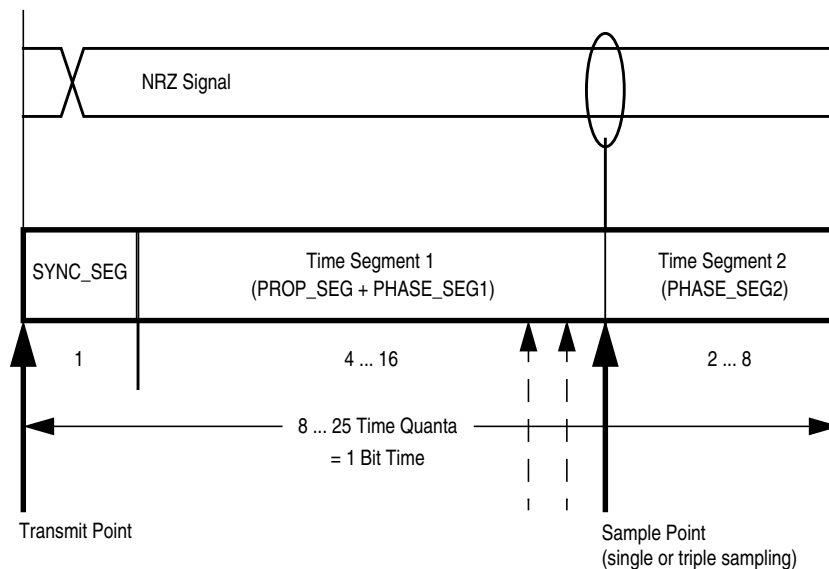 NRZ Signal
SYNC_SEG
Time Segment 1
(PROP_SEG + PHASE_SEG1)
Time Segment 2
(PHASE_SEG2)
1
4 ... 16
2 ... 8
8 ... 25 Time Quanta
= 1 Bit Time
Transmit Point
Sample Point
(single or triple sampling)